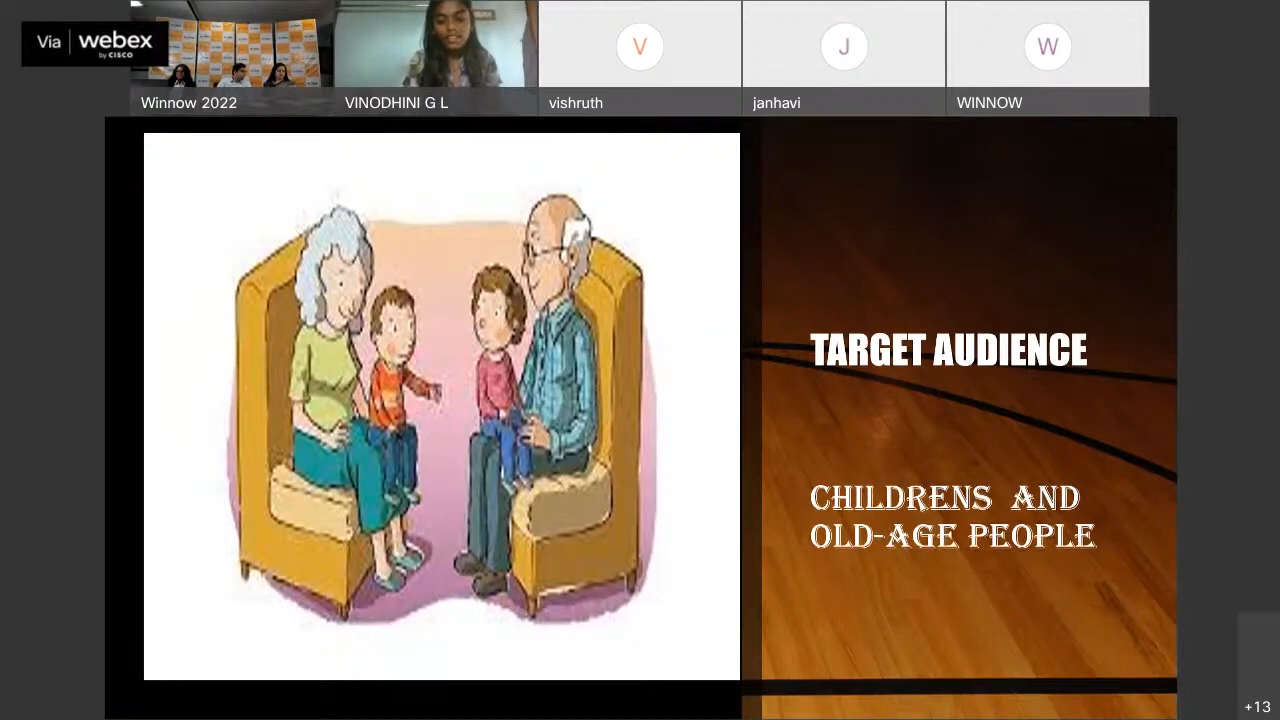 Via webex
by CISCO
Winnow 2022
VINODHINI G L
V
vishruth
J
janhavi
W
WINNOW
TARGET AUDIENCE
CHILDRENS AND
OLD-AGE PEOPLE
+13